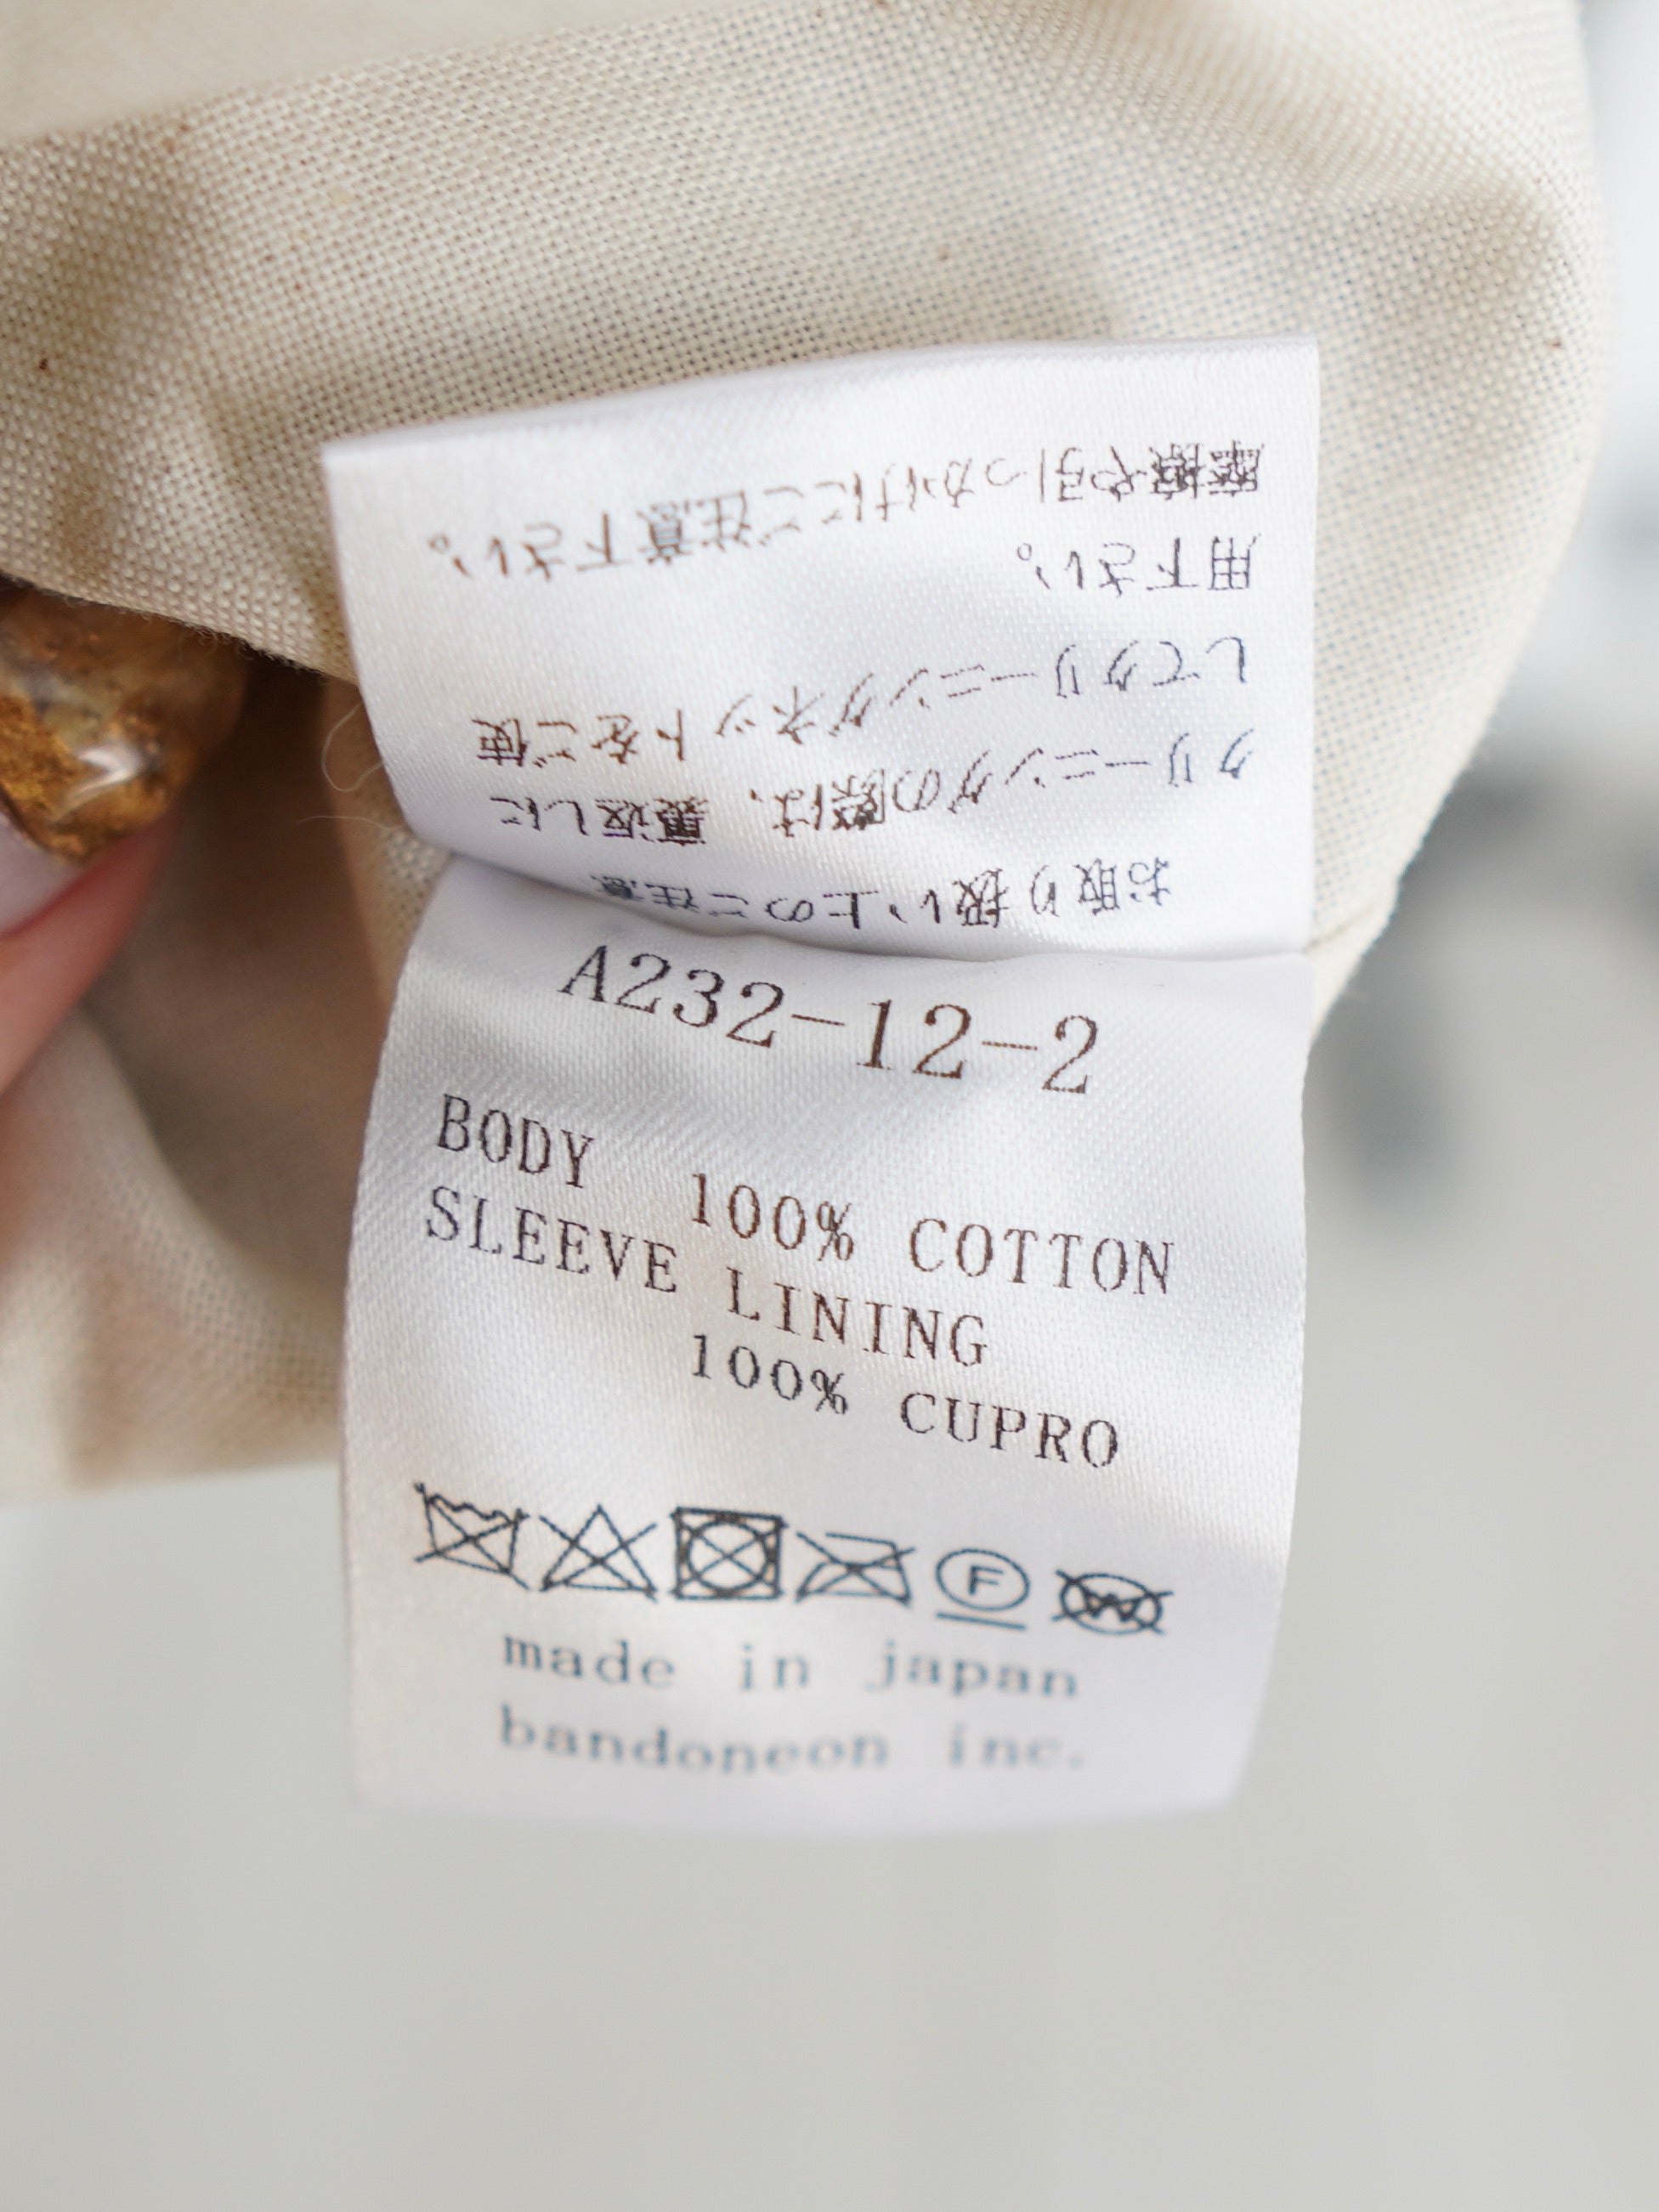 お取り扱い上のご注意
クリーニングの際は、裏返しに
してクリーニングネットをご使
用下さい。
摩擦や引っかけにご注意下さい。
A232-12-2
BODY 100% COTTON
SLEEVE LINING
100% CUPRO
F W
made in japan
bandoneon inc.